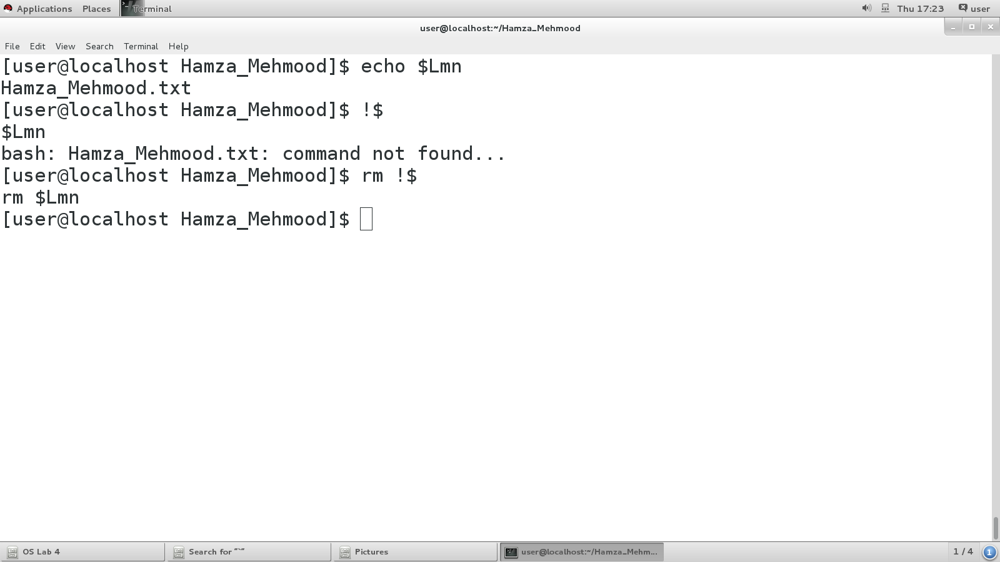 Applications Places Terminal Thu 17:23 user
user@localhost:~/Hamza_Mehmood
File Edit View Search Terminal Help
[user@localhost Hamza_Mehmood]$ echo $Lmn
Hamza_Mehmood.txt
[user@localhost Hamza_Mehmood]$ !$
$Lmn
bash: Hamza_Mehmood.txt: command not found...
[user@localhost Hamza_Mehmood]$ rm !$
rm $Lmn
[user@localhost Hamza_Mehmood]$
OS Lab 4 Search for "`" Pictures user@localhost:~/Hamza_Mehm... 1 / 4 1